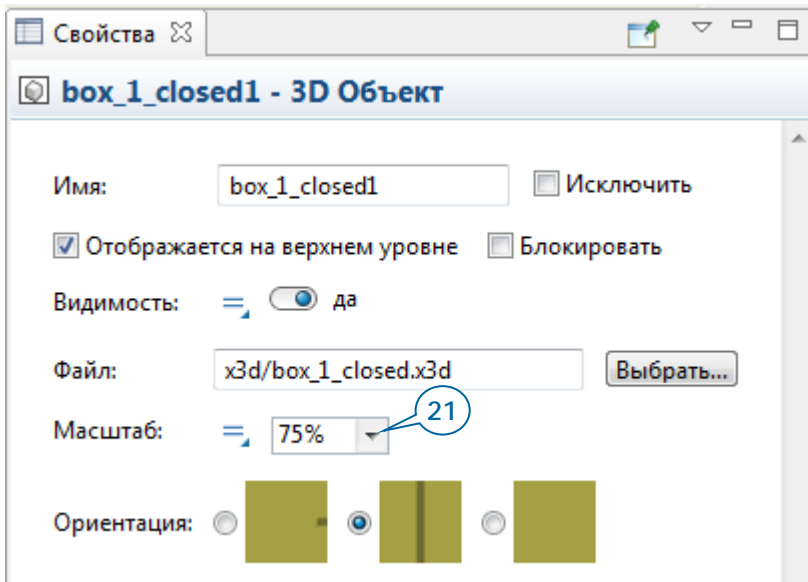 Свойства
box_1_closed1 - 3D Объект
Имя: box_1_closed1 Исключить
Отображается на верхнем уровне Блокировать
Видимость: да
Файл: x3d/box_1_closed.x3d Выбрать...
21
Масштаб: 75%
Ориентация: